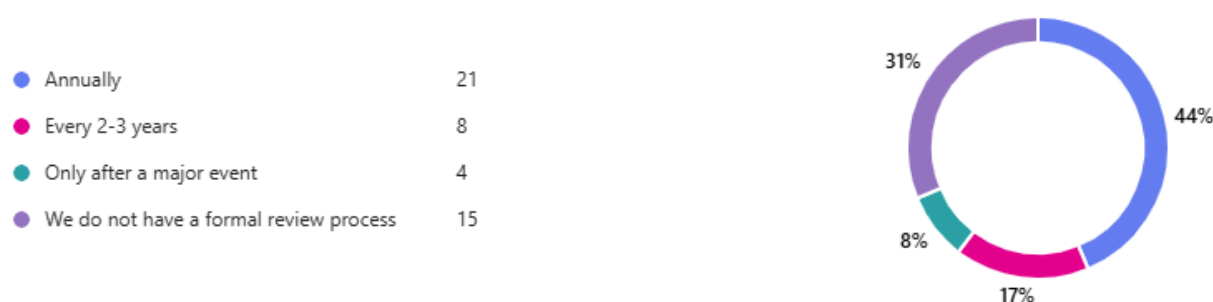 Annually 21
Every 2-3 years 8
Only after a major event 4
We do not have a formal review process 15
31%
44%
8%
17%